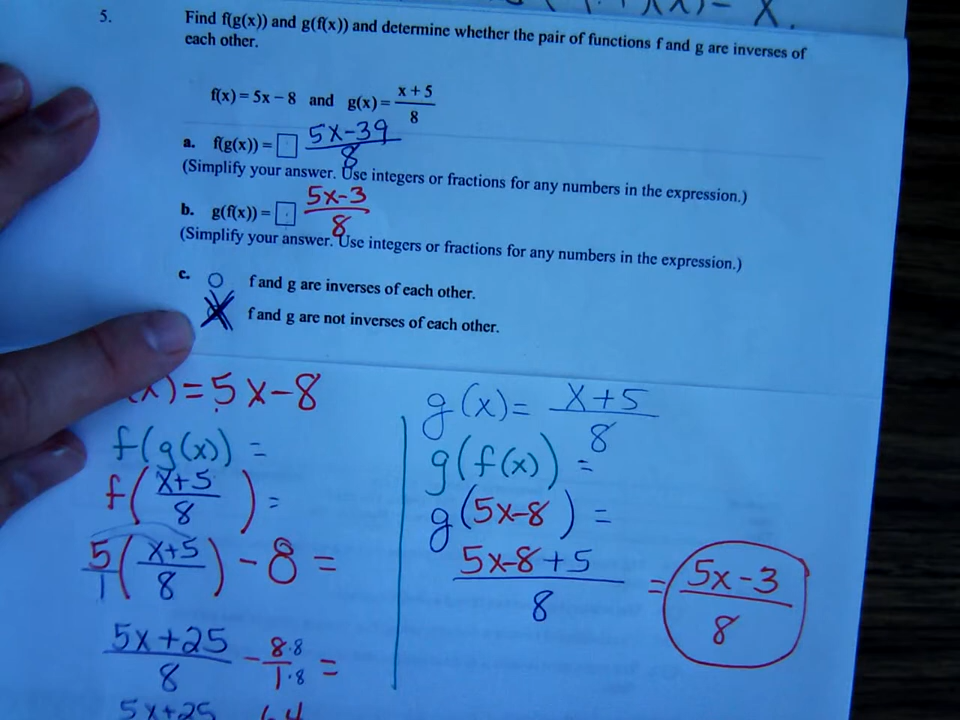 5. Find f(g(x)) and g(f(x)) and determine whether the pair of functions f and g are inverses of
each other.
f(x) = 5x – 8 and g(x) = (x + 5)/8
a. f(g(x)) = □ (5x-39)/8
(Simplify your answer. Use integers or fractions for any numbers in the expression.)
b. g(f(x)) = □ (5x-3)/8
(Simplify your answer. Use integers or fractions for any numbers in the expression.)
c. ○ f and g are inverses of each other.
f and g are not inverses of each other.
x) = 5x-8
f(g(x)) =
f((x+5)/8) =
5/1((x+5)/8) - 8 =
(5x+25)/8 - (8·8)/(1·8) =
5x+25 64
g(x) = (x+5)/8
g(f(x)) =
g(5x-8) =
(5x-8+5)/8 = (5x-3)/8